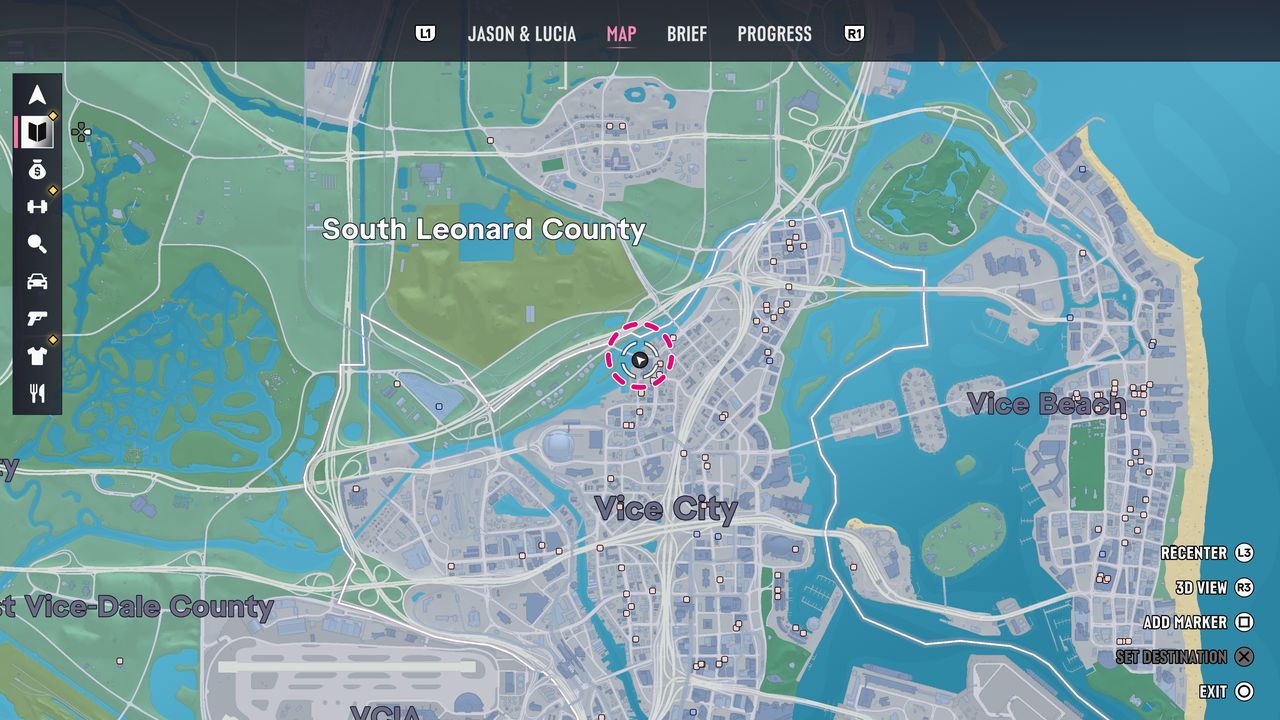 L1
JASON & LUCIA
MAP
BRIEF
PROGRESS
R1
$
South Leonard County
Vice Beach
y
Vice City
RECENTER L3
3D VIEW R3
t Vice-Dale County
ADD MARKER
SET DESTINATION
EXIT
VCIA